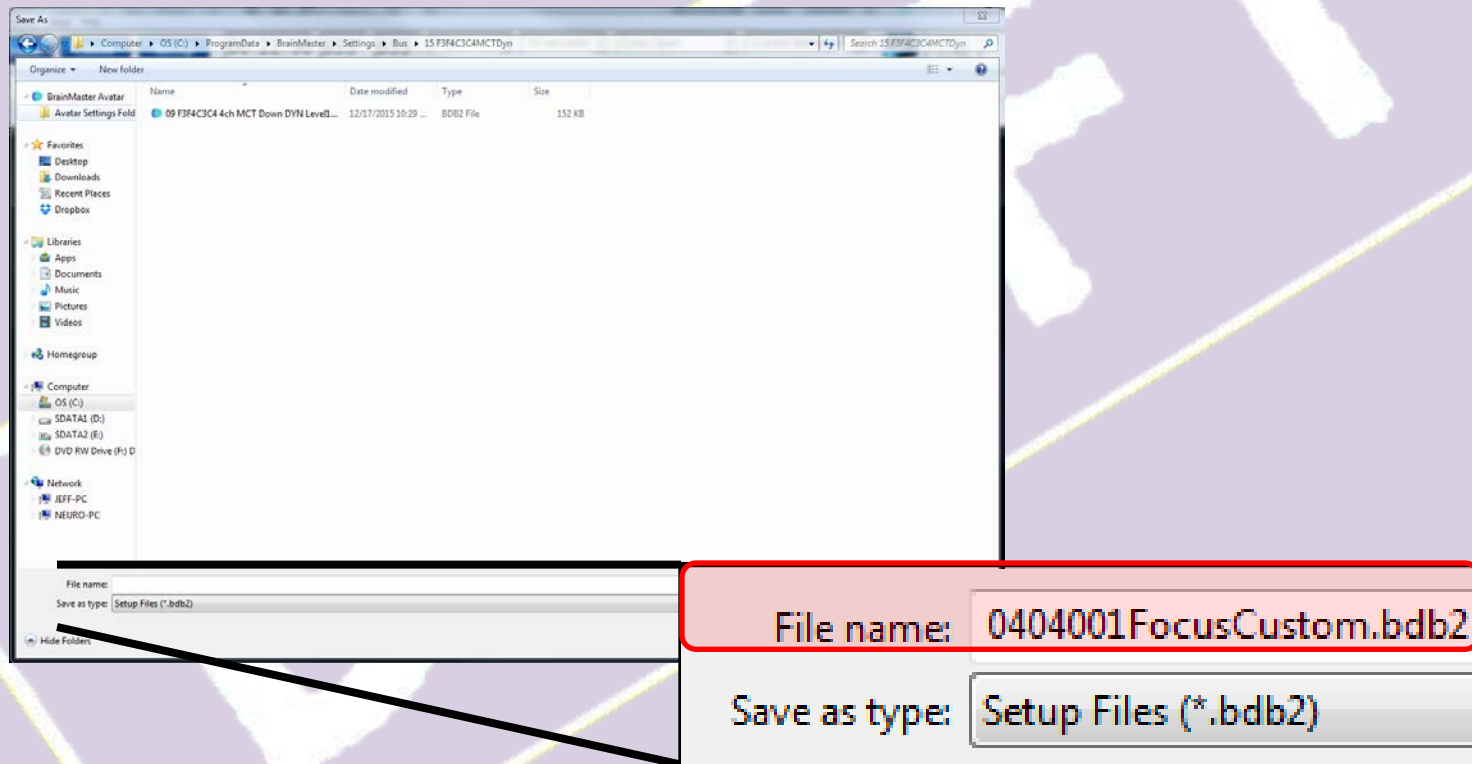 Save As
Computer ▸ OS (C:) ▸ ProgramData ▸ BrainMaster ▸ Settings ▸ Bus ▸ 15 F3F4C3C4MCTDyn
Search 15 F3F4C3C4MCTDyn
Organize New folder
Name Date modified Type Size
BrainMaster Avatar
Avatar Settings Fold
09 F3F4C3C4 4ch MCT Down DYN Level1... 12/17/2015 10:29 ... BDB2 File 152 KB
Favorites
Desktop
Downloads
Recent Places
Dropbox
Libraries
Apps
Documents
Music
Pictures
Videos
Homegroup
Computer
OS (C:)
SDATA1 (D:)
SDATA2 (E:)
DVD RW Drive (F:) D
Network
JEFF-PC
NEURO-PC
File name:
Save as type: Setup Files (*.bdb2)
Hide Folders
File name: 0404001FocusCustom.bdb2
Save as type: Setup Files (*.bdb2)